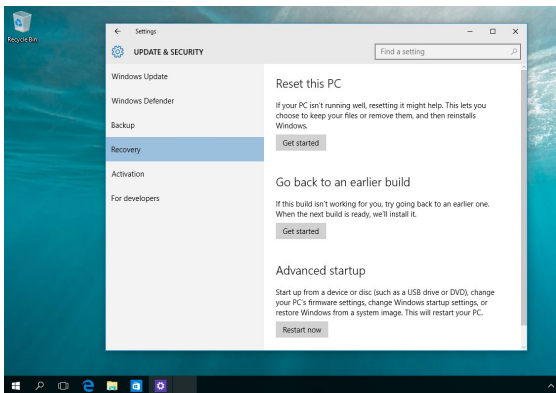 Recycle Bin
Settings
UPDATE & SECURITY
Find a setting
Windows Update
Windows Defender
Backup
Recovery
Activation
For developers
Reset this PC
If your PC isn't running well, resetting it might help. This lets you
choose to keep your files or remove them, and then reinstalls
Windows.
Get started
Go back to an earlier build
If this build isn't working for you, try going back to an earlier one.
When the next build is ready, we'll install it.
Get started
Advanced startup
Start up from a device or disc (such as a USB drive or DVD), change
your PC's firmware settings, change Windows startup settings, or
restore Windows from a system image. This will restart your PC.
Restart now